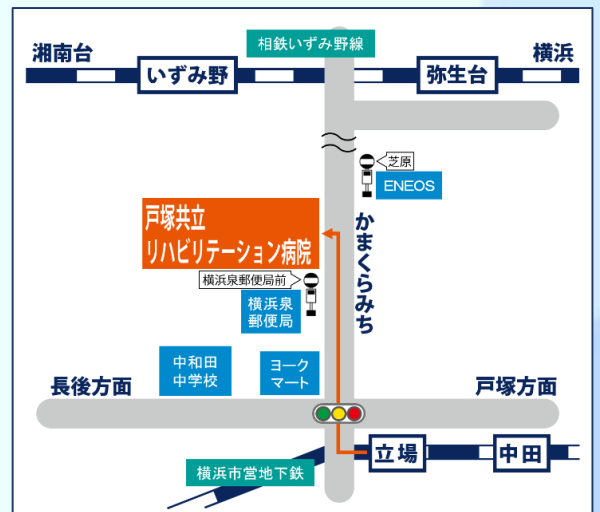 相鉄いずみ野線
湘南台
いずみ野
弥生台
横浜
芝原
ENEOS
戸塚共立
リハビリテーション病院
かまくらみち
横浜泉郵便局前
横浜泉
郵便局
中和田
中学校
ヨーク
マート
長後方面
戸塚方面
立場
中田
横浜市営地下鉄